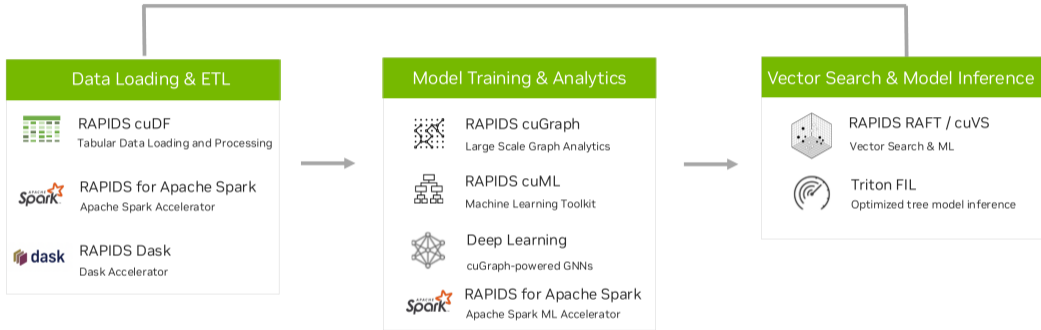 Data Loading & ETL
RAPIDS cuDF
Tabular Data Loading and Processing
APACHE
Spark
RAPIDS for Apache Spark
Apache Spark Accelerator
dask
RAPIDS Dask
Dask Accelerator
Model Training & Analytics
RAPIDS cuGraph
Large Scale Graph Analytics
RAPIDS cuML
Machine Learning Toolkit
Deep Learning
cuGraph-powered GNNs
APACHE
Spark
RAPIDS for Apache Spark
Apache Spark ML Accelerator
Vector Search & Model Inference
RAPIDS RAFT / cuVS
Vector Search & ML
Triton FIL
Optimized tree model inference